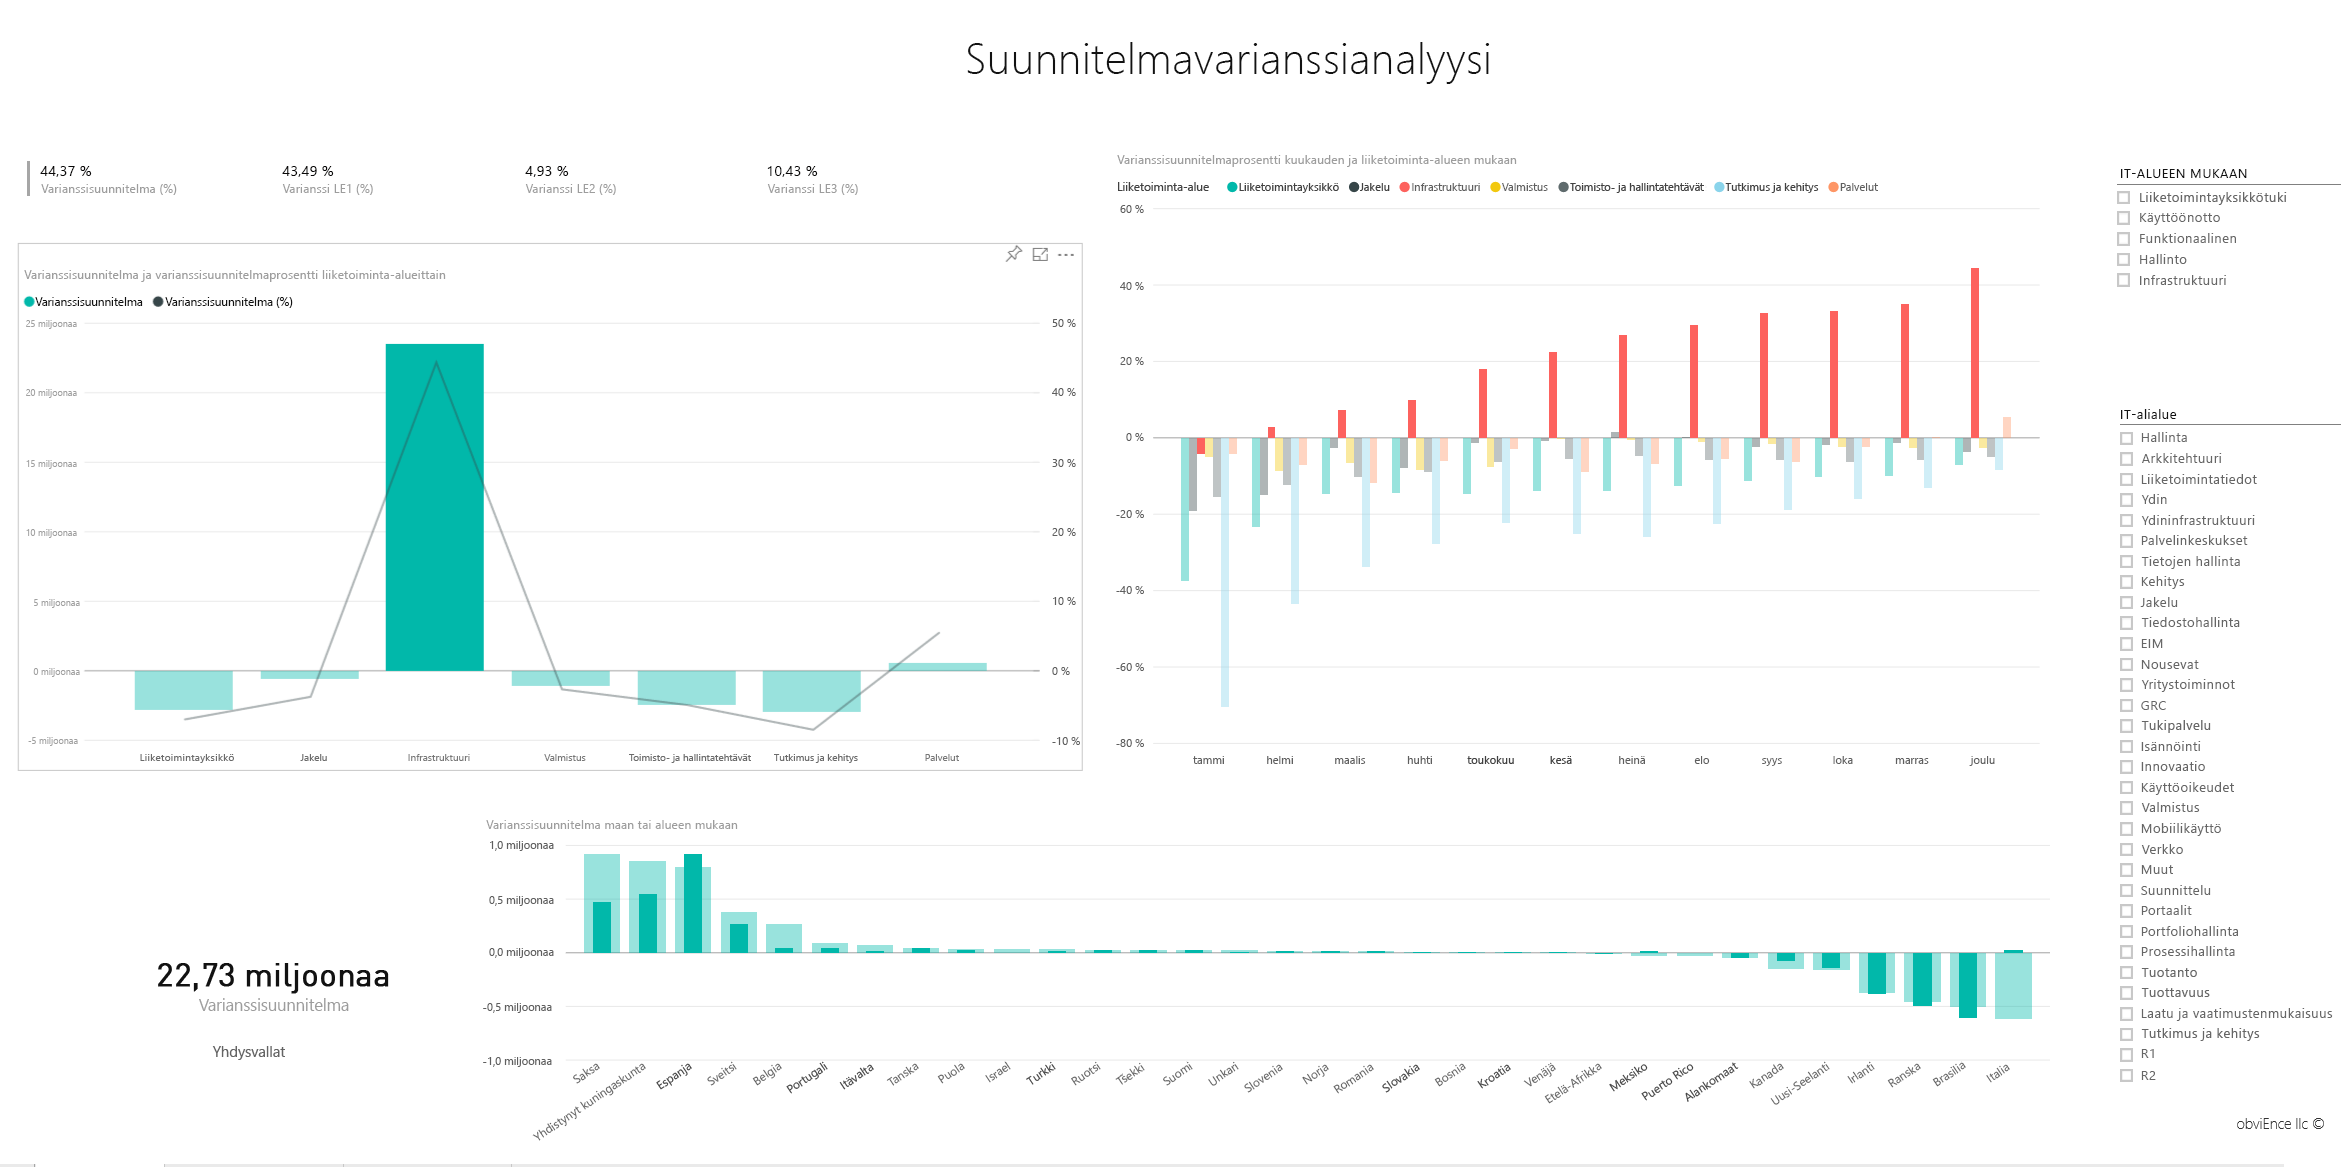 Suunnitelmavarianssianalyysi
44,37 %
Varianssisuunnitelma (%)
43,49 %
Varianssi LE1 (%)
4,93 %
Varianssi LE2 (%)
10,43 %
Varianssi LE3 (%)
Varianssisuunnitelma ja varianssisuunnitelmaprosentti liiketoiminta-alueittain
Varianssisuunnitelma Varianssisuunnitelma (%)
25 miljoonaa
20 miljoonaa
15 miljoonaa
10 miljoonaa
5 miljoonaa
0 miljoonaa
-5 miljoonaa
50 %
40 %
30 %
20 %
10 %
0 %
-10 %
Liiketoimintayksikkö Jakelu Infrastruktuuri Valmistus Toimisto- ja hallintatehtävät Tutkimus ja kehitys Palvelut
Varianssisuunnitelmaprosentti kuukauden ja liiketoiminta-alueen mukaan
Liiketoiminta-alue Liiketoimintayksikkö Jakelu Infrastruktuuri Valmistus Toimisto- ja hallintatehtävät Tutkimus ja kehitys Palvelut
60 %
40 %
20 %
0 %
-20 %
-40 %
-60 %
-80 %
tammi helmi maalis huhti toukokuu kesä heinä elo syys loka marras joulu
22,73 miljoonaa
Varianssisuunnitelma
Yhdysvallat
Varianssisuunnitelma maan tai alueen mukaan
1,0 miljoonaa
0,5 miljoonaa
0,0 miljoonaa
-0,5 miljoonaa
-1,0 miljoonaa
Saksa
Yhdistynyt kuningaskunta
Espanja
Sveitsi
Belgia
Portugali
Itävalta
Tanska
Puola
Israel
Turkki
Ruotsi
Tšekki
Suomi
Unkari
Slovenia
Norja
Romania
Slovakia
Bosnia
Kroatia
Venäjä
Etelä-Afrikka
Meksiko
Puerto Rico
Alankomaat
Kanada
Uusi-Seelanti
Irlanti
Ranska
Brasilia
Italia
IT-ALUEEN MUKAAN
Liiketoimintayksikkötuki
Käyttöönotto
Funktionaalinen
Hallinto
Infrastruktuuri
IT-alialue
Hallinta
Arkkitehtuuri
Liiketoimintatiedot
Ydin
Ydininfrastruktuuri
Palvelinkeskukset
Tietojen hallinta
Kehitys
Jakelu
Tiedostohallinta
EIM
Nousevat
Yritystoiminnot
GRC
Tukipalvelu
Isännöinti
Innovaatio
Käyttöoikeudet
Valmistus
Mobiilikäyttö
Verkko
Muut
Suunnittelu
Portaalit
Portfoliohallinta
Prosessihallinta
Tuotanto
Tuottavuus
Laatu ja vaatimustenmukaisuus
Tutkimus ja kehitys
R1
R2
obviEnce llc ©